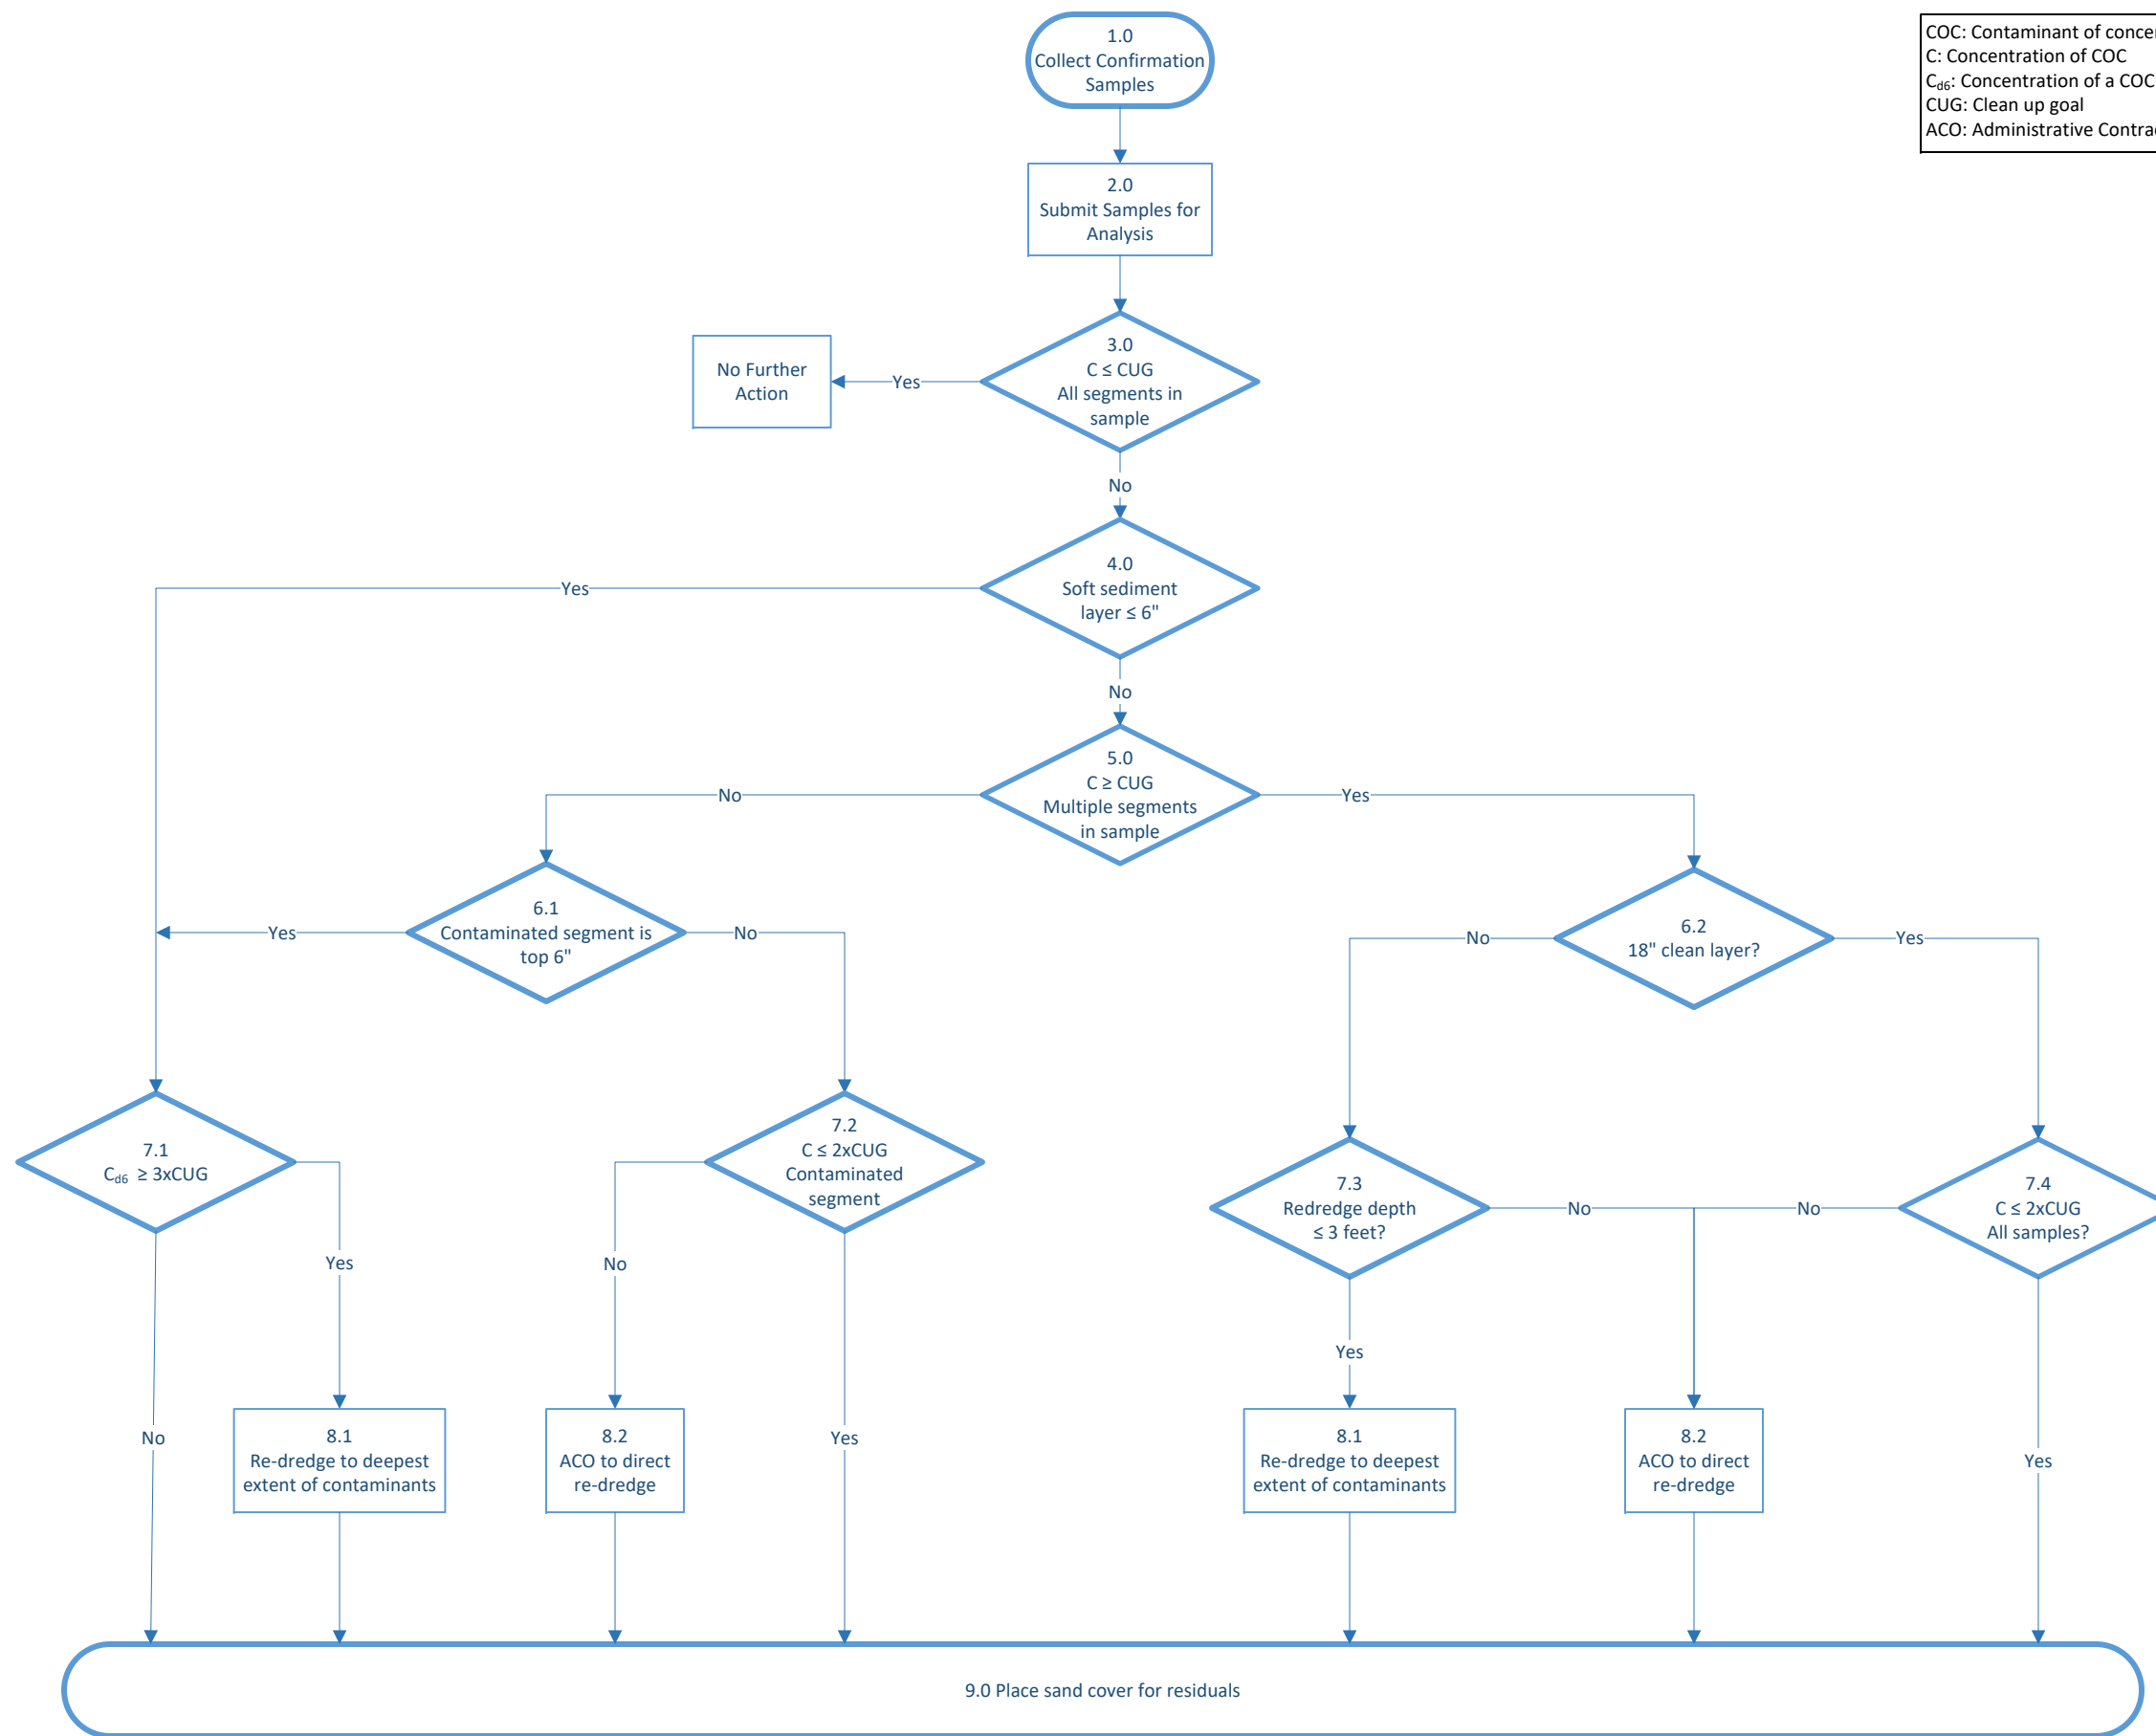 1.0
Collect Confirmation
Samples
COC: Contaminant of
C: Concentration of COC
Cd6: Concentration of a COC
CUG: Clean up goal
ACO: Administrative
2.0
Submit Samples for
Analysis
3.0
C ≤ CUG
All segments in
sample
Yes
No Further
Action
No
4.0
Soft sediment
layer ≤ 6"
Yes
No
5.0
C ≥ CUG
Multiple segments
in sample
No
Yes
6.1
Contaminated segment is
top 6"
Yes
No
6.2
18" clean layer?
No
Yes
7.1
Cd6 ≥ 3xCUG
7.2
C ≤ 2xCUG
Contaminated
segment
7.3
Redredge depth
≤ 3 feet?
No
No
7.4
C ≤ 2xCUG
All samples?
Yes
No
Yes
No
Yes
Yes
8.1
Re-dredge to deepest
extent of contaminants
8.2
ACO to direct
re-dredge
8.1
Re-dredge to deepest
extent of contaminants
8.2
ACO to direct
re-dredge
9.0 Place sand cover for residuals